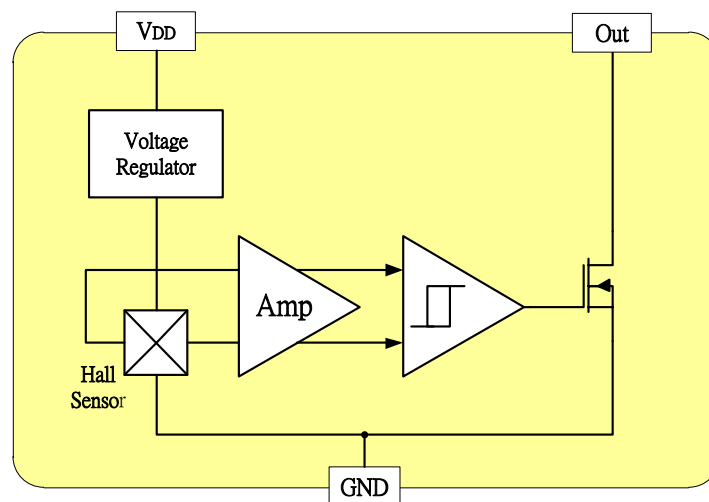 VDD
Out
Voltage
Regulator
Amp
Hall
Sensor
GND